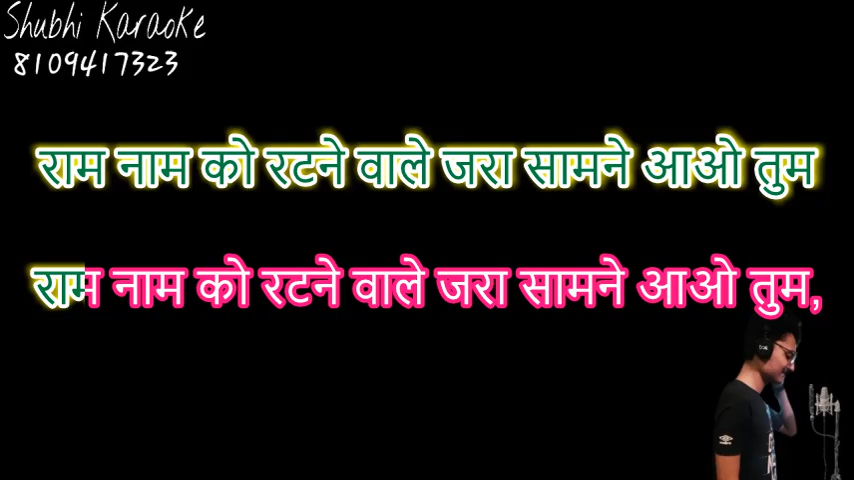 Shubhi Karaoke
8109417323
राम नाम को रटने वाले जरा सामने आओ तुम
राम नाम को रटने वाले जरा सामने आओ तुम,